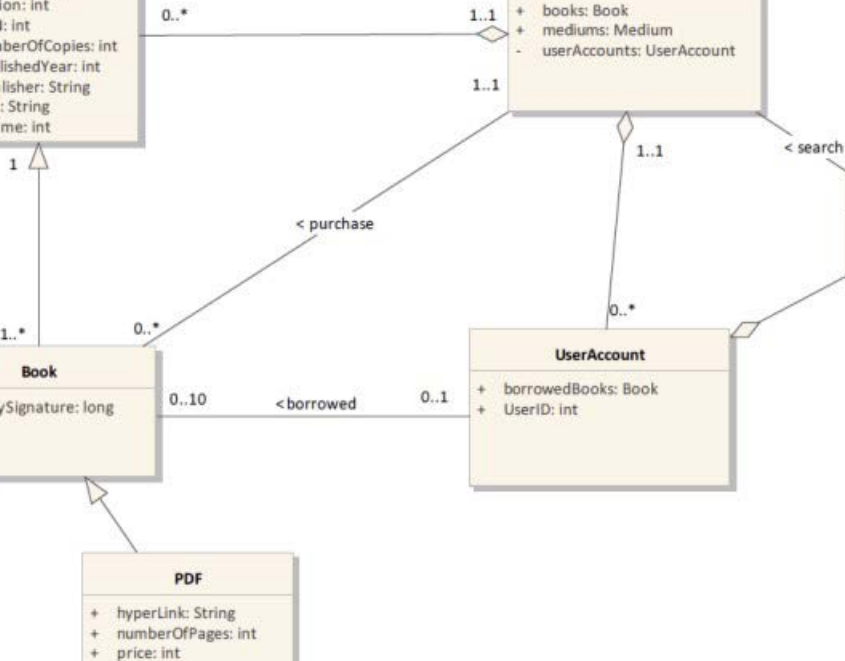 ion: int
: int
berOfCopies: int
lishedYear: int
lisher: String
: String
me: int
0..*
1..1
+ books: Book
+ mediums: Medium
- userAccounts: UserAccount
1..1
1
1..1
< search
< purchase
1..*
0..*
0..*
Book
ySignature: long
0..10
<borrowed
0..1
UserAccount
+ borrowedBooks: Book
+ UserID: int
PDF
+ hyperLink: String
+ numberOfPages: int
+ price: int